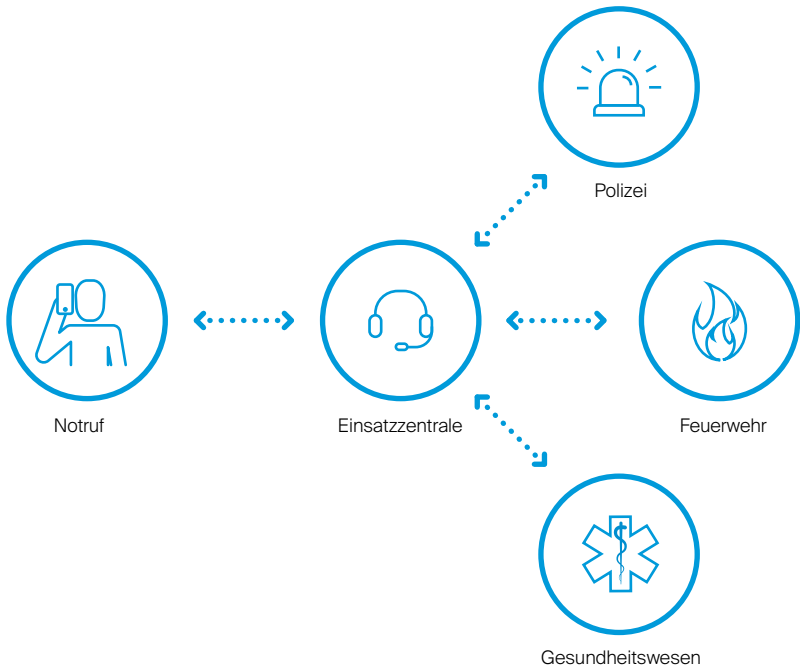 Polizei
Notruf
Einsatzzentrale
Feuerwehr
Gesundheitswesen